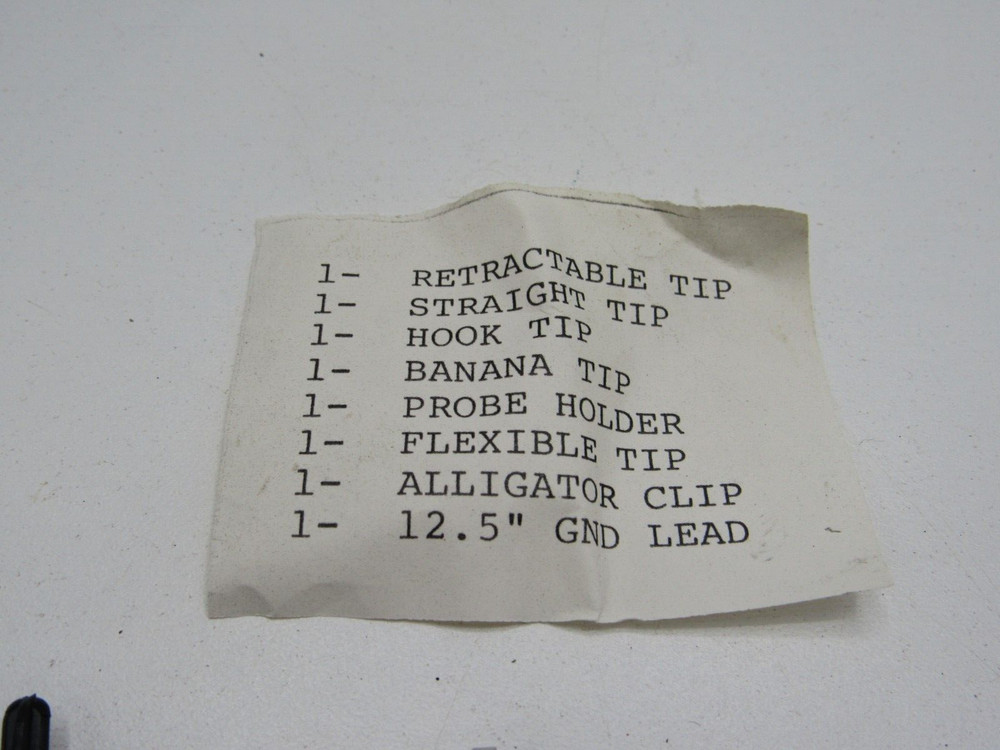 1- RETRACTABLE TIP
1- STRAIGHT TIP
1- HOOK TIP
1- BANANA TIP
1- PROBE HOLDER
1- FLEXIBLE TIP
1- ALLIGATOR CLIP
1- 12.5" GND LEAD